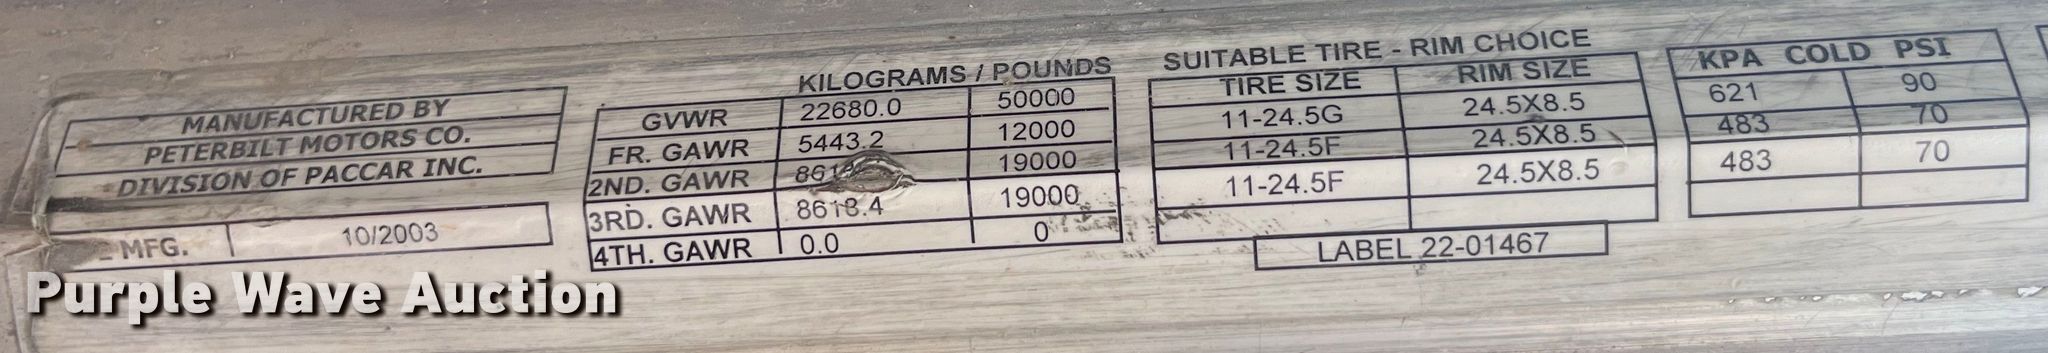 MANUFACTURED BY
PETERBILT MOTORS CO.
DIVISION OF PACCAR INC.
MFG. 10/2003
KILOGRAMS / POUNDS
GVWR 22680.0 50000
FR. GAWR 5443.2 12000
2ND. GAWR 19000
3RD. GAWR 8618.4 19000
4TH. GAWR 0.0 0
SUITABLE TIRE - RIM CHOICE
TIRE SIZE RIM SIZE
11-24.5G 24.5X8.5
11-24.5F 24.5X8.5
11-24.5F 24.5X8.5
LABEL 22-01467
KPA COLD PSI
621 90
483 70
483 70
Purple Wave Auction